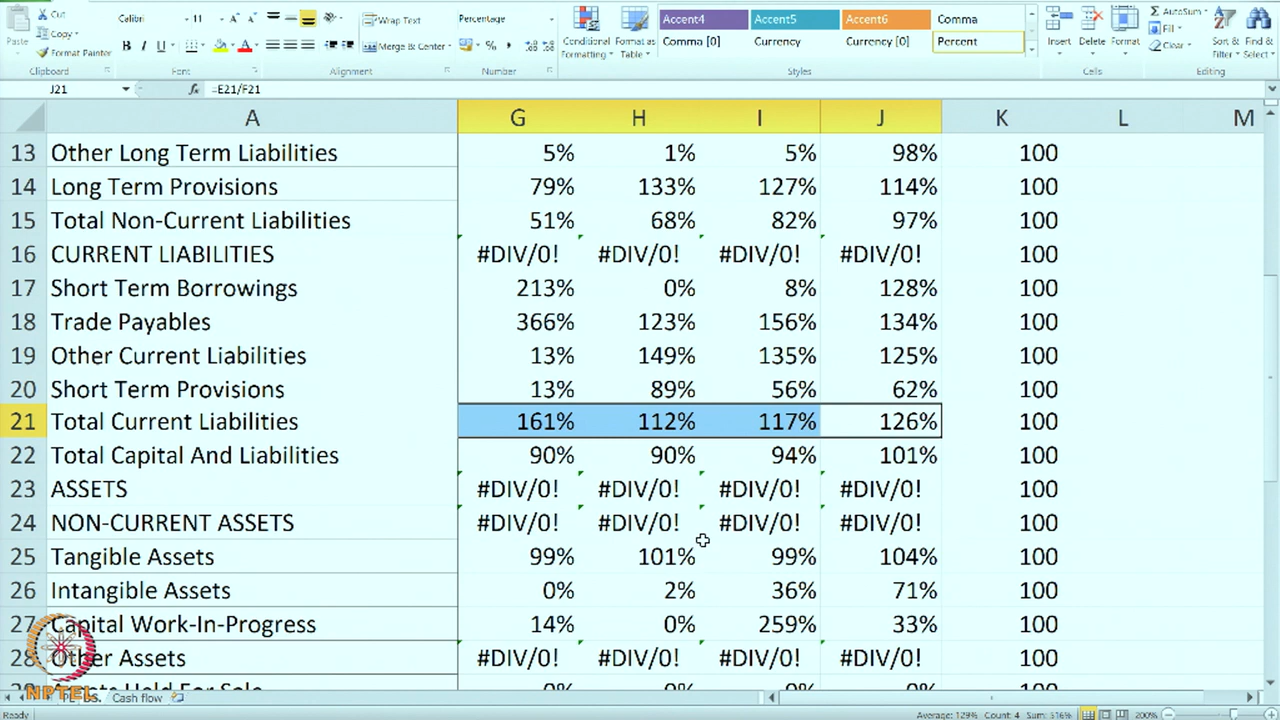 Cut
Copy
Format Painter
Paste
Clipboard
Calibri 11
Font
Wrap Text
Merge & Center
Alignment
Percentage
Number
Conditional Formatting
Format as Table
Accent4 Accent5 Accent6 Comma
Comma [0] Currency Currency [0] Percent
Styles
Insert Delete Format
Cells
AutoSum
Fill
Clear
Sort & Filter
Find & Select
Editing
J21 fx =E21/F21
A G H I J K L M
13 Other Long Term Liabilities 5% 1% 5% 98% 100
14 Long Term Provisions 79% 133% 127% 114% 100
15 Total Non-Current Liabilities 51% 68% 82% 97% 100
16 CURRENT LIABILITIES #DIV/0! #DIV/0! #DIV/0! #DIV/0! 100
17 Short Term Borrowings 213% 0% 8% 128% 100
18 Trade Payables 366% 123% 156% 134% 100
19 Other Current Liabilities 13% 149% 135% 125% 100
20 Short Term Provisions 13% 89% 56% 62% 100
21 Total Current Liabilities 161% 112% 117% 126% 100
22 Total Capital And Liabilities 90% 90% 94% 101% 100
23 ASSETS #DIV/0! #DIV/0! #DIV/0! #DIV/0! 100
24 NON-CURRENT ASSETS #DIV/0! #DIV/0! #DIV/0! #DIV/0! 100
25 Tangible Assets 99% 101% 99% 104% 100
26 Intangible Assets 0% 2% 36% 71% 100
27 Capital Work-In-Progress 14% 0% 259% 33% 100
28 Other Assets #DIV/0! #DIV/0! #DIV/0! #DIV/0! 100
NPTEL
Cash flow
Ready Average: 129% Count: 4 Sum: 516% 200%